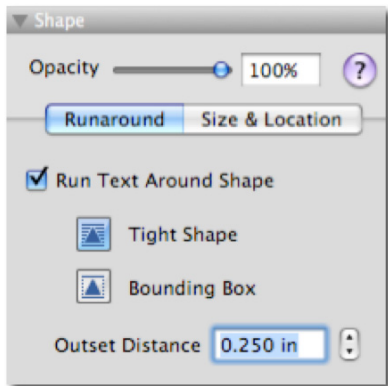 Shape
Opacity 100% ?
Runaround Size & Location
Run Text Around Shape
Tight Shape
Bounding Box
Outset Distance 0.250 in